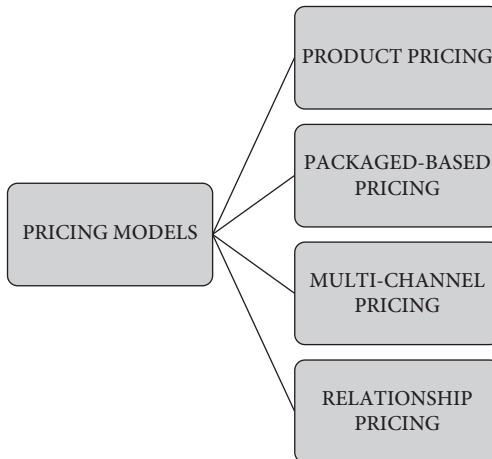 PRODUCT PRICING
PACKAGED-BASED
PRICING
PRICING MODELS
MULTI-CHANNEL
PRICING
RELATIONSHIP
PRICING